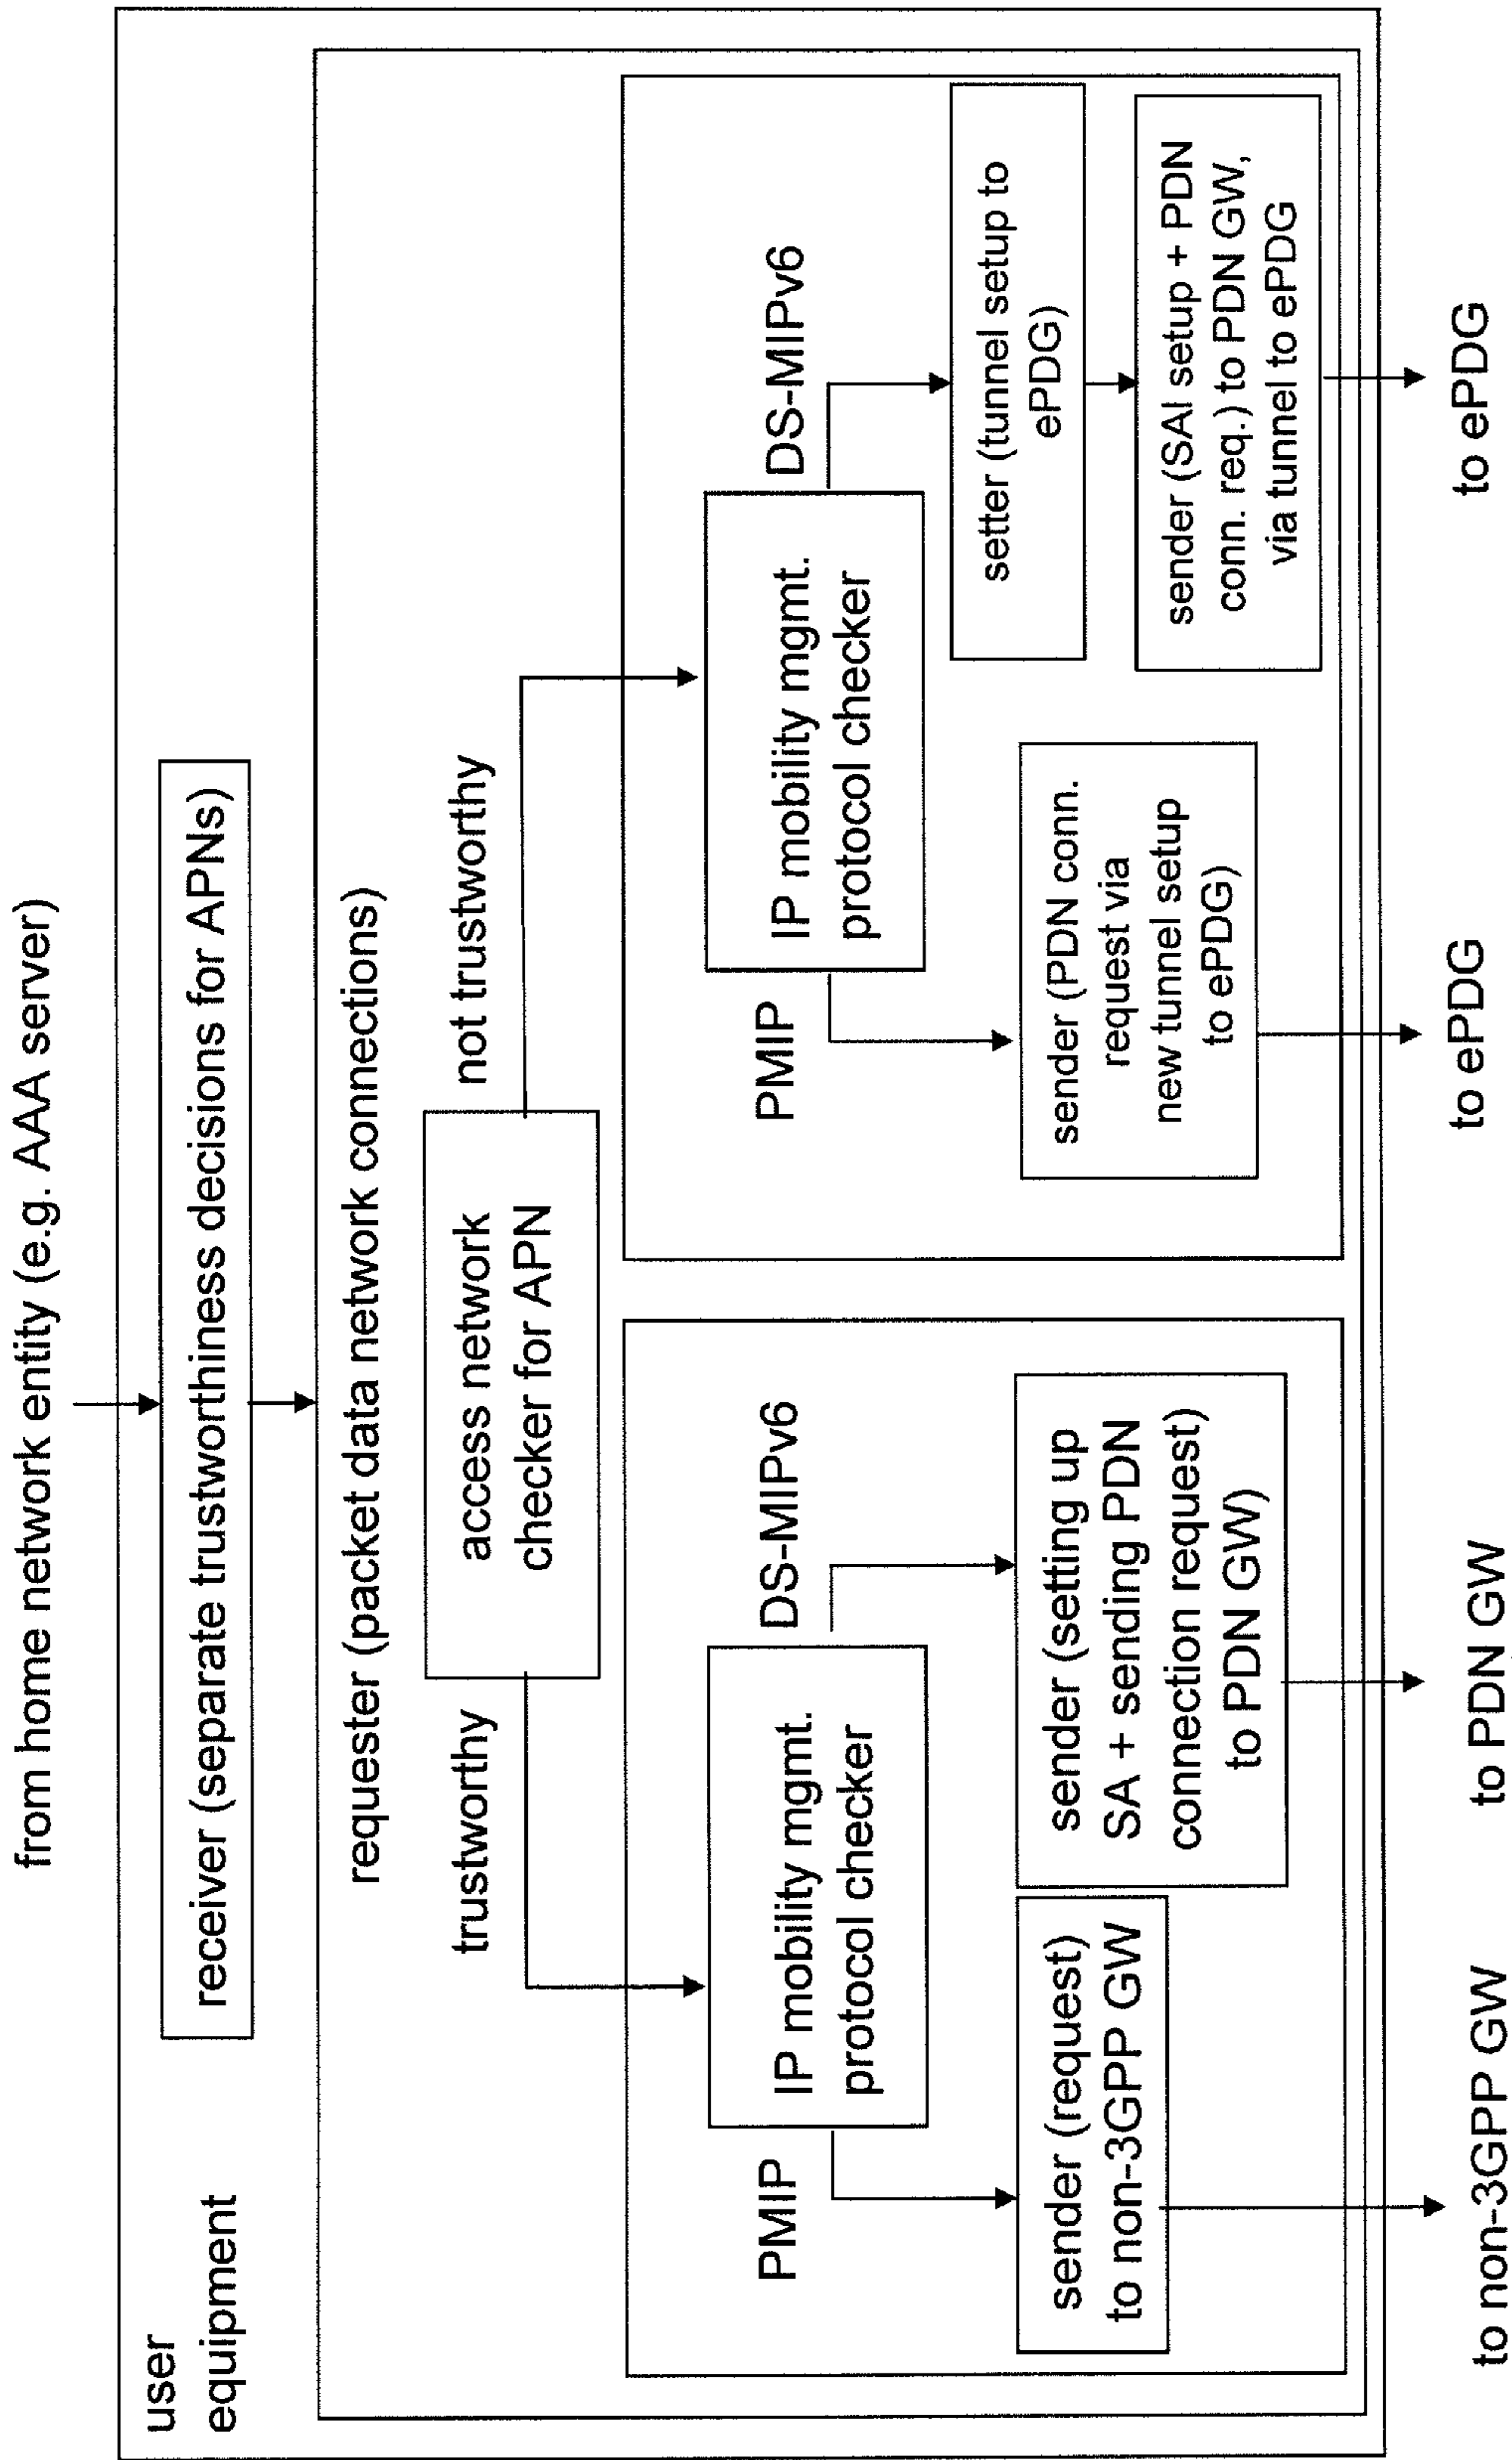 from home network entity (e.g. AAA server)
user
equipment
receiver (separate trustworthiness decisions for APNs)
requester (packet data network connections)
trustworthy
access network
checker for APN
not trustworthy
PMIP
IP mobility mgmt.
protocol checker
DS-MIPv6
sender (request)
to non-3GPP GW
sender (setting up
SA + sending PDN
connection request)
to PDN GW)
PMIP
IP mobility mgmt.
protocol checker
DS-MIPv6
sender (PDN conn.
request via
new tunnel setup
to ePDG)
setter (tunnel setup to
ePDG)
sender (SAI setup + PDN
conn. req.) to PDN GW,
via tunnel to ePDG
to non-3GPP GW
to PDN GW
to ePDG
to ePDG